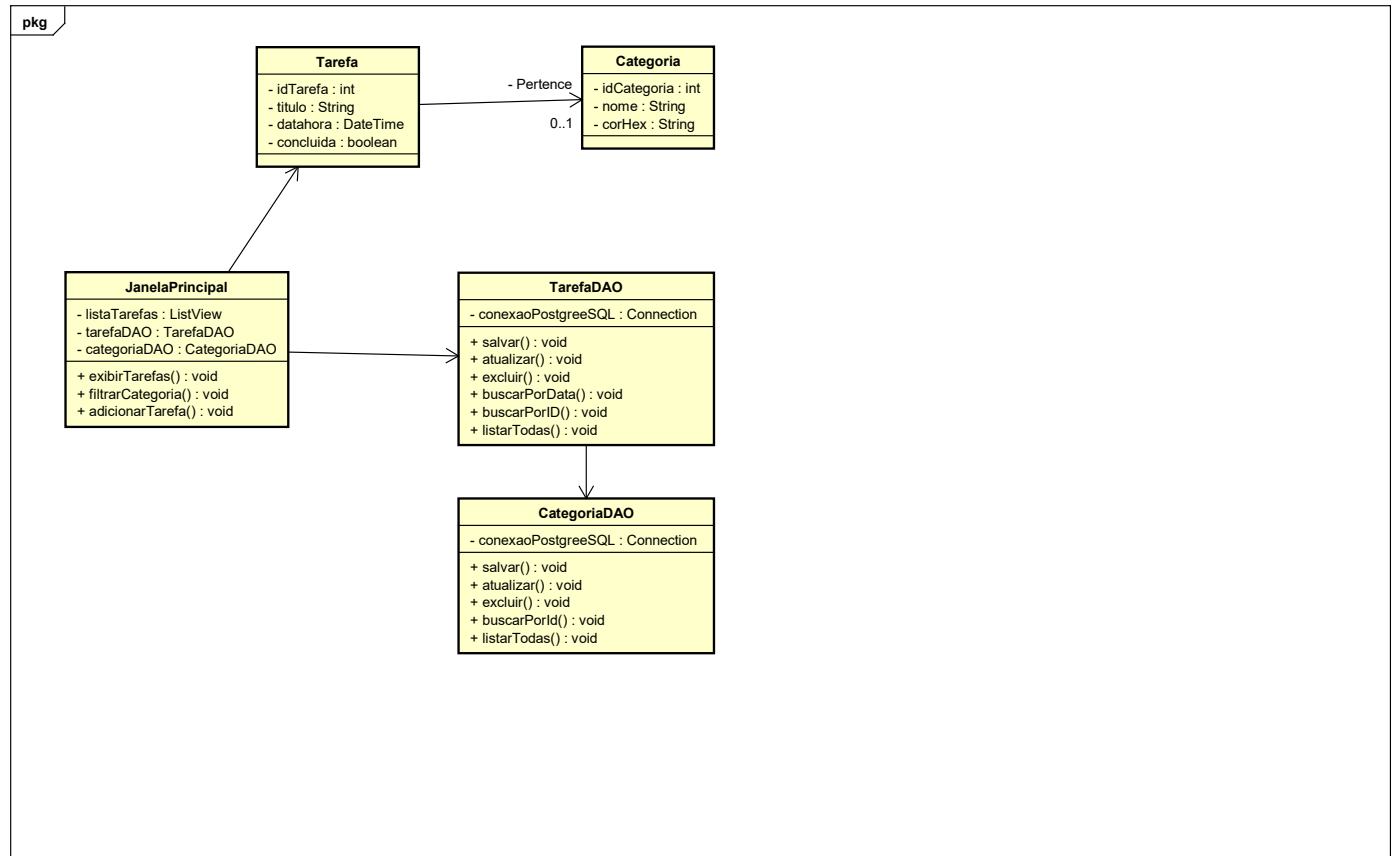 pkg
Tarefa
- idTarefa : int
- titulo : String
- datahora : DateTime
- concluida : boolean
- Pertence
0..1
Categoria
- idCategoria : int
- nome : String
- corHex : String
JanelaPrincipal
- listaTarefas : ListView
- tarefaDAO : TarefaDAO
- categoriaDAO : CategoriaDAO
+ exibirTarefas() : void
+ filtrarCategoria() : void
+ adicionarTarefa() : void
TarefaDAO
- conexaoPostgreeSQL : Connection
+ salvar() : void
+ atualizar() : void
+ excluir() : void
+ buscarPorData() : void
+ buscarPorID() : void
+ listarTodas() : void
CategoriaDAO
- conexaoPostgreeSQL : Connection
+ salvar() : void
+ atualizar() : void
+ excluir() : void
+ buscarPorId() : void
+ listarTodas() : void